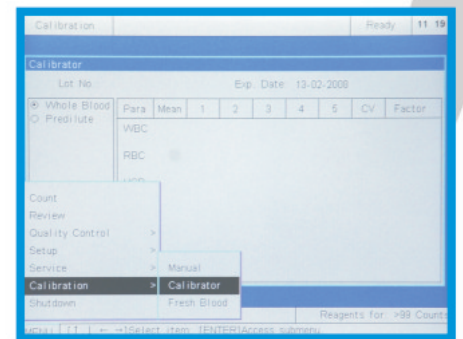 Calibration Ready 11 19
Calibrator
Lot No Exp. Date 13-02-2008
Whole Blood
Predilute
Para Mean 1 2 3 4 5 CV Factor
WBC
RBC
Count
Review
Quality Control >
Setup >
Service >
Calibration >
Shutdown
Manual
Calibrator
Fresh Blood
Reagents for >99 Counts
MENU [↑] ← →]Select item [ENTER]Access submenu